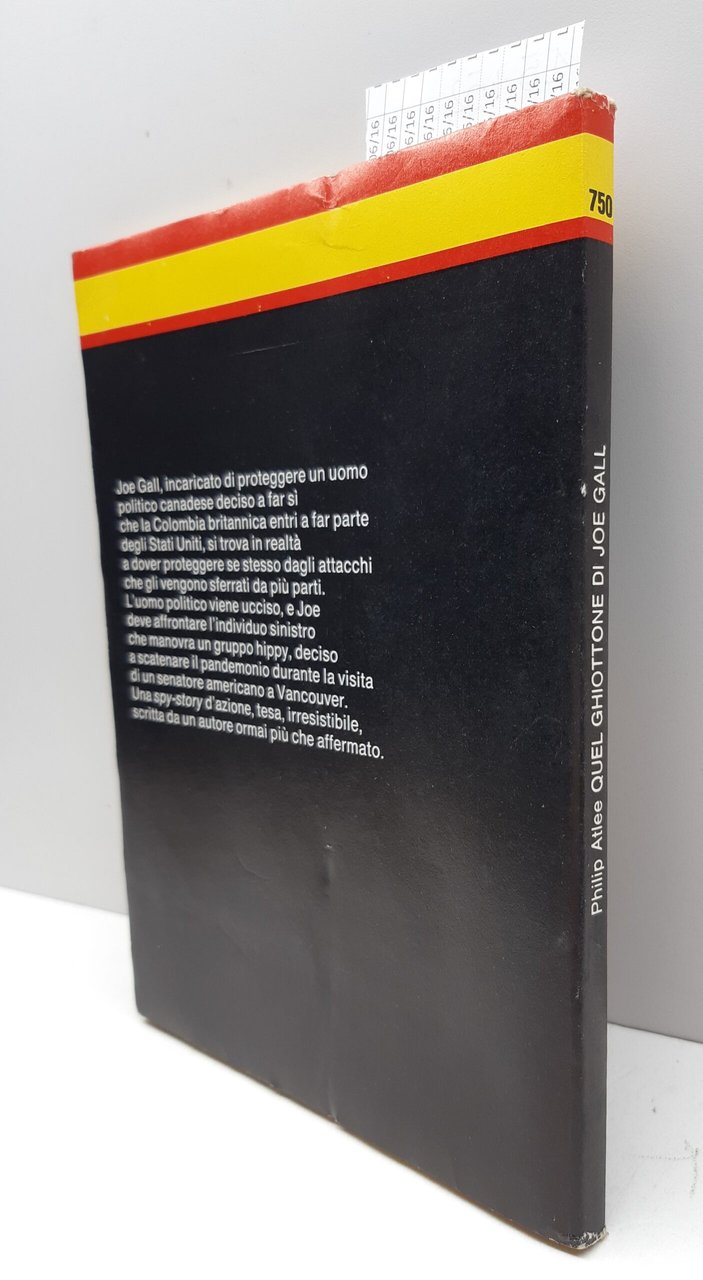 750
Joe Gall, incaricato di proteggere un uomo
politico canadese deciso a far sì
che la Colombia britannica entri a far parte
degli Stati Uniti, si trova in realtà
a dover proteggere se stesso dagli attacchi
che gli vengono sferrati da più parti.
L'uomo politico viene ucciso, e Joe
deve affrontare l'individuo sinistro
che manovra un gruppo hippy, deciso
a scatenare il pandemonio durante la visita
di un senatore americano a Vancouver.
Una spy-story d'azione, tesa, irresistibile,
scritta da un autore ormai più che affermato.
Philip Atlee QUEL GHIOTTONE DI JOE GALL